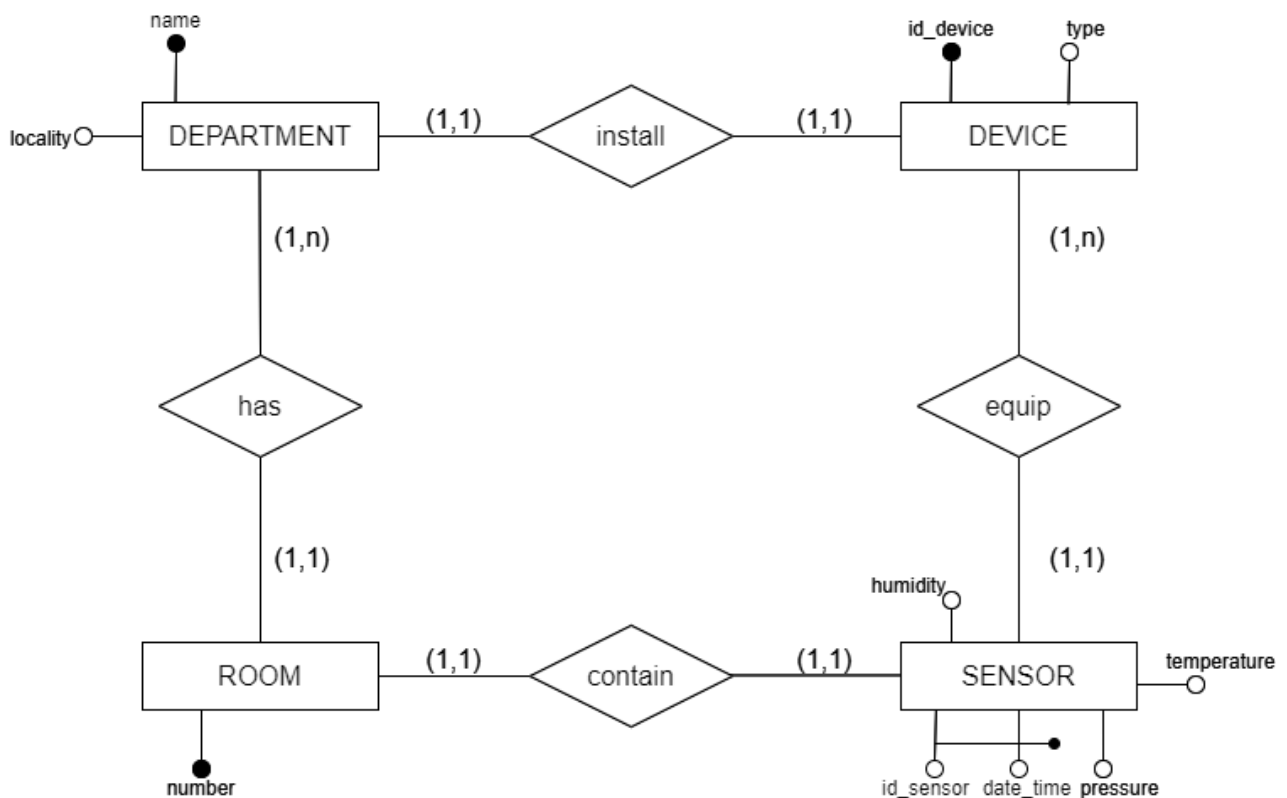 name
id_device
type
locality
DEPARTMENT
(1,1)
install
(1,1)
DEVICE
(1,n)
(1,n)
has
equip
(1,1)
(1,1)
humidity
ROOM
(1,1)
contain
(1,1)
SENSOR
temperature
number
id_sensor
date_time
pressure